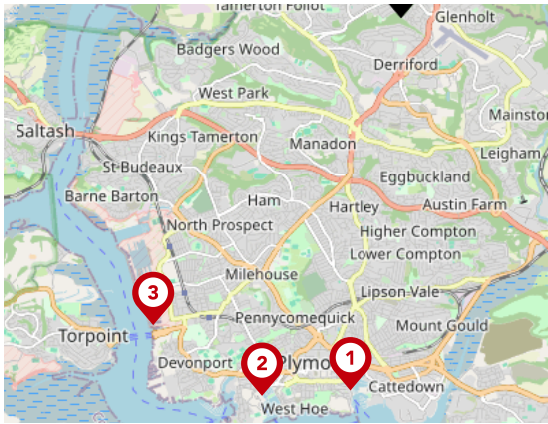 Tamerton Foliot
Glenholt
Badgers Wood
Derriford
West Park
Mainston
Saltash
Kings Tamerton
Manadon
Leigham
St Budeaux
Eggbuckland
Barne Barton
Ham
Hartley
Austin Farm
North Prospect
Higher Compton
Lower Compton
Milehouse
3
Lipson Vale
Pennycomequick
Torpoint
Mount Gould
Devonport
2
Plymo
1
Cattedown
West Hoe